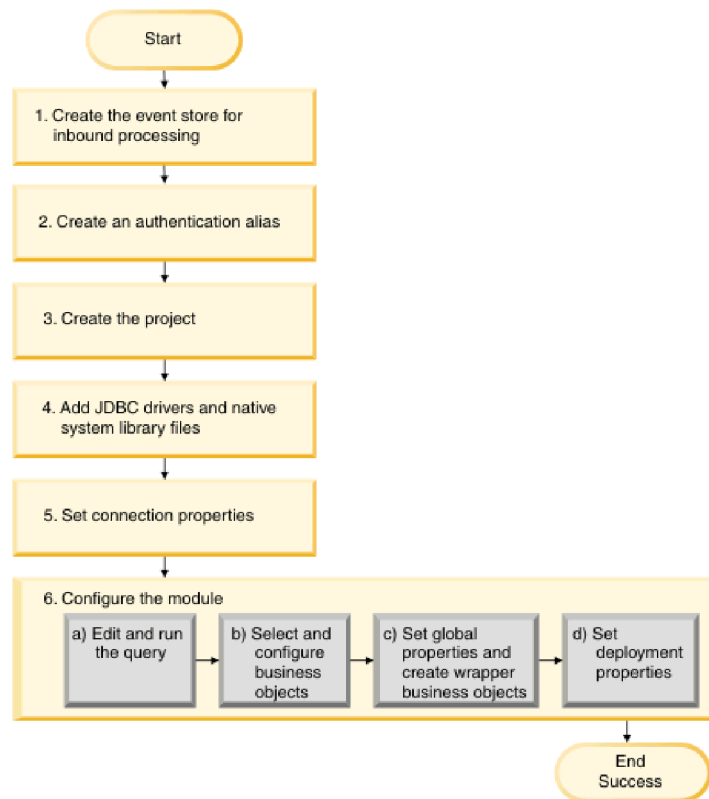 Start
1. Create the event store for
inbound processing
2. Create an authentication alias
3. Create the project
4. Add JDBC drivers and native
system library files
5. Set connection properties
6. Configure the module
a) Edit and run
the query
b) Select and
configure
business
objects
c) Set global
properties and
create wrapper
business objects
d) Set
deployment
properties
End
Success